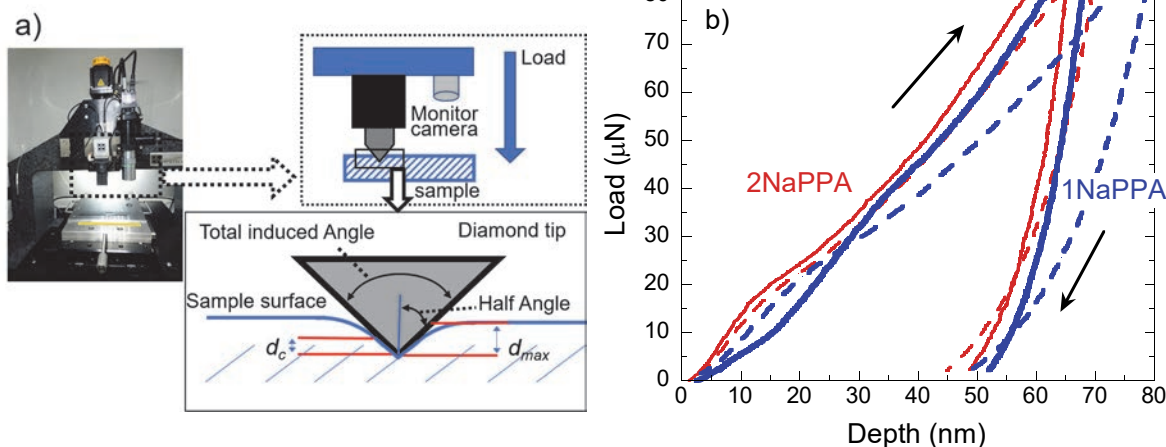 a)
Load
Monitor
camera
sample
Total induced Angle
Diamond tip
Sample surface
Half Angle
dc
dmax
b)
70
60
50
40
30
20
10
0
Load (μN)
2NaPPA
1NaPPA
0 10 20 30 40 50 60 70 80
Depth (nm)